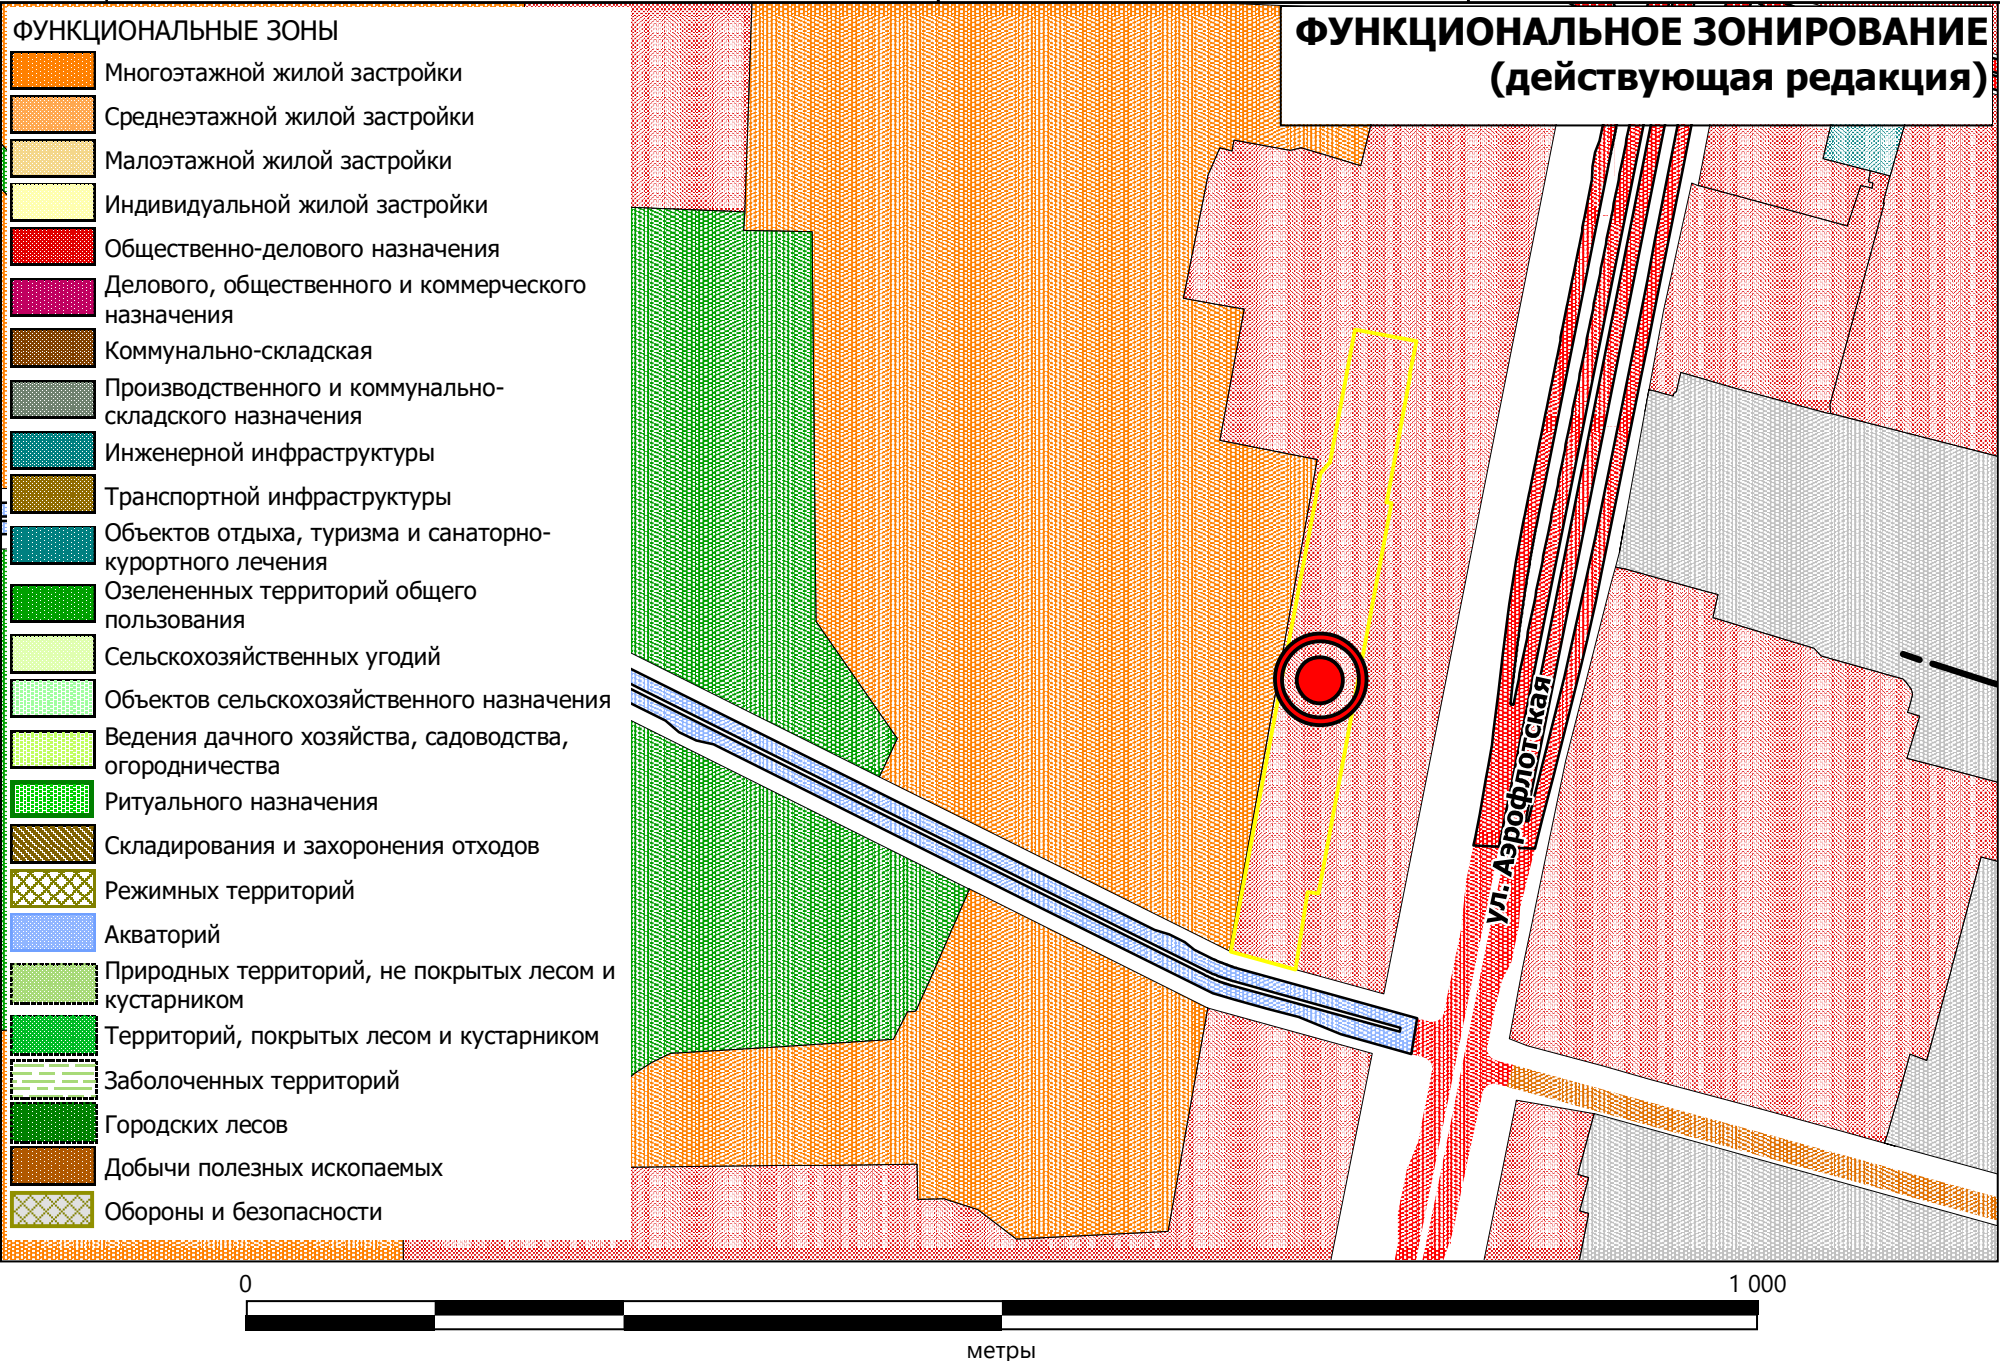 ФУНКЦИОНАЛЬНЫЕ ЗОНЫ
Многоэтажной жилой застройки
Среднеэтажной жилой застройки
Малоэтажной жилой застройки
Индивидуальной жилой застройки
Общественно-делового назначения
Делового, общественного и коммерческого
назначения
Коммунально-складская
Производственного и коммунально-
складского назначения
Инженерной инфраструктуры
Транспортной инфраструктуры
Объектов отдыха, туризма и санаторно-
курортного лечения
Озелененных территорий общего
пользования
Сельскохозяйственных угодий
Объектов сельскохозяйственного назначения
Ведения дачного хозяйства, садоводства,
огородничества
Ритуального назначения
Складирования и захоронения отходов
Режимных территорий
Акваторий
Природных территорий, не покрытых лесом и
кустарником
Территорий, покрытых лесом и кустарником
Заболоченных территорий
Городских лесов
Добычи полезных ископаемых
Обороны и безопасности
ФУНКЦИОНАЛЬНОЕ ЗОНИРОВАНИЕ
(действующая редакция)
ул. Аэрофлотская
0
1 000
метры